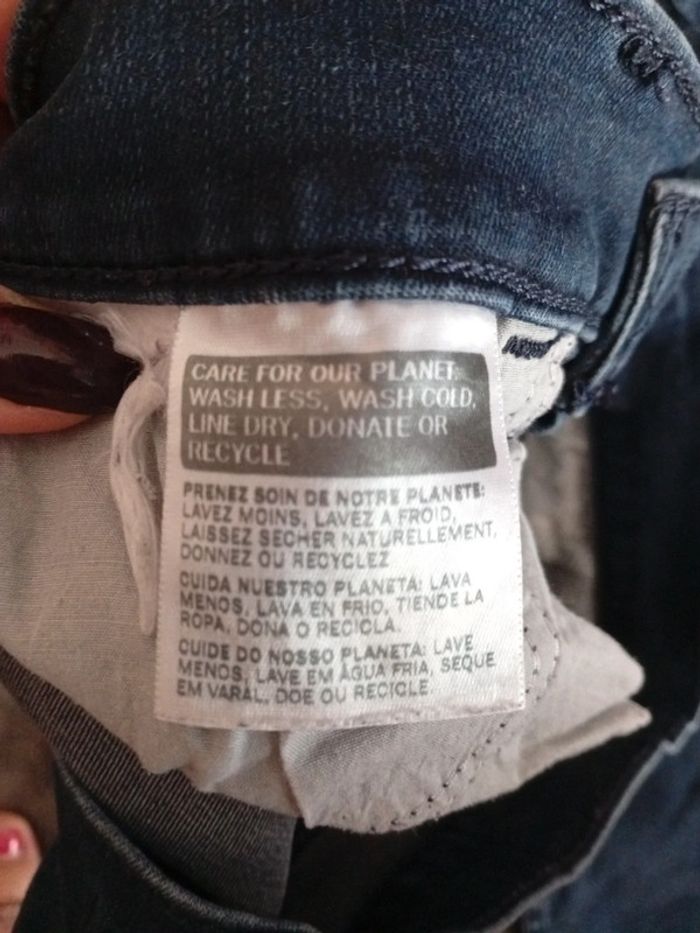 CARE FOR OUR PLANET:
WASH LESS, WASH COLD,
LINE DRY, DONATE OR
RECYCLE
PRENEZ SOIN DE NOTRE PLANETE:
LAVEZ MOINS, LAVEZ A FROID,
LAISSEZ SECHER NATURELLEMENT,
DONNEZ OU RECYCLEZ
CUIDA NUESTRO PLANETA: LAVA
MENOS, LAVA EN FRIO, TIENDE LA
ROPA, DONA O RECICLA.
CUIDE DO NOSSO PLANETA: LAVE
MENOS, LAVE EM ÁGUA FRIA, SEQUE
EM VARAL, DOE OU RECICLE